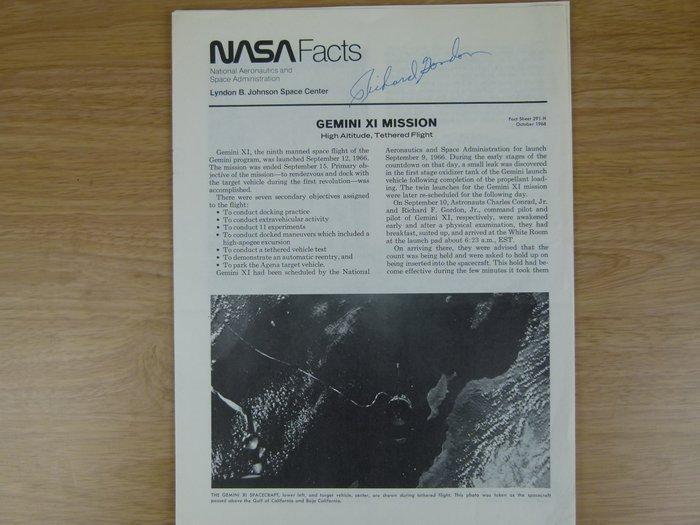 NASA Facts
National Aeronautics and
Space Administration
Lyndon B. Johnson Space Center
Richard Gordon
Fact Sheet 291-H
October 1968
GEMINI XI MISSION
High Altitude, Tethered Flight
Gemini XI, the ninth manned space flight of the
Gemini program, was launched September 12, 1966.
The mission was ended September 15. Primary ob-
jective of the mission—to rendezvous and dock with
the target vehicle during the first revolution—was
accomplished.
There were seven secondary objectives assigned
to the flight:
• To conduct docking practice
• To conduct extravehicular activity
• To conduct 11 experiments
• To conduct docked maneuvers which included a
high-apogee excursion
• To conduct a tethered vehicle test
• To demonstrate an automatic reentry, and
• To park the Agena target vehicle.
Gemini XI had been scheduled by the National
Aeronautics and Space Administration for launch
September 9, 1966. During the early stages of the
countdown on that day, a small leak was discovered
in the first stage oxidizer tank of the Gemini launch
vehicle following completion of the propellant load-
ing. The twin launches for the Gemini XI mission
were later re-scheduled for the following day.
On September 10, Astronauts Charles Conrad, Jr.
and Richard F. Gordon, Jr., command pilot and
pilot of Gemini XI, respectively, were awakened
early and after a physical examination, they had
breakfast, suited up, and arrived at the White Room
at the launch pad about 6:23 a.m., EST.
On arriving there, they were advised that the
count was being held and were asked to hold up on
being inserted into the spacecraft. This hold had be-
come effective during the few minutes it took them
THE GEMINI XI SPACECRAFT, lower left, and target vehicle, center, are shown during tethered flight. This photo was taken as the spacecraft
passed above the Gulf of California and Baja California.